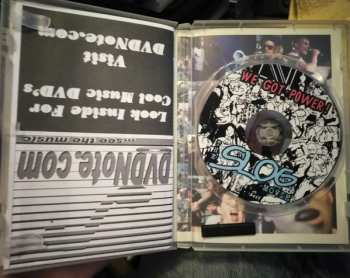 Look Inside For
Cool Music DVD's
Visit
DVDNote.com
DVDNote.com
...see the music
WE GOT POWER!